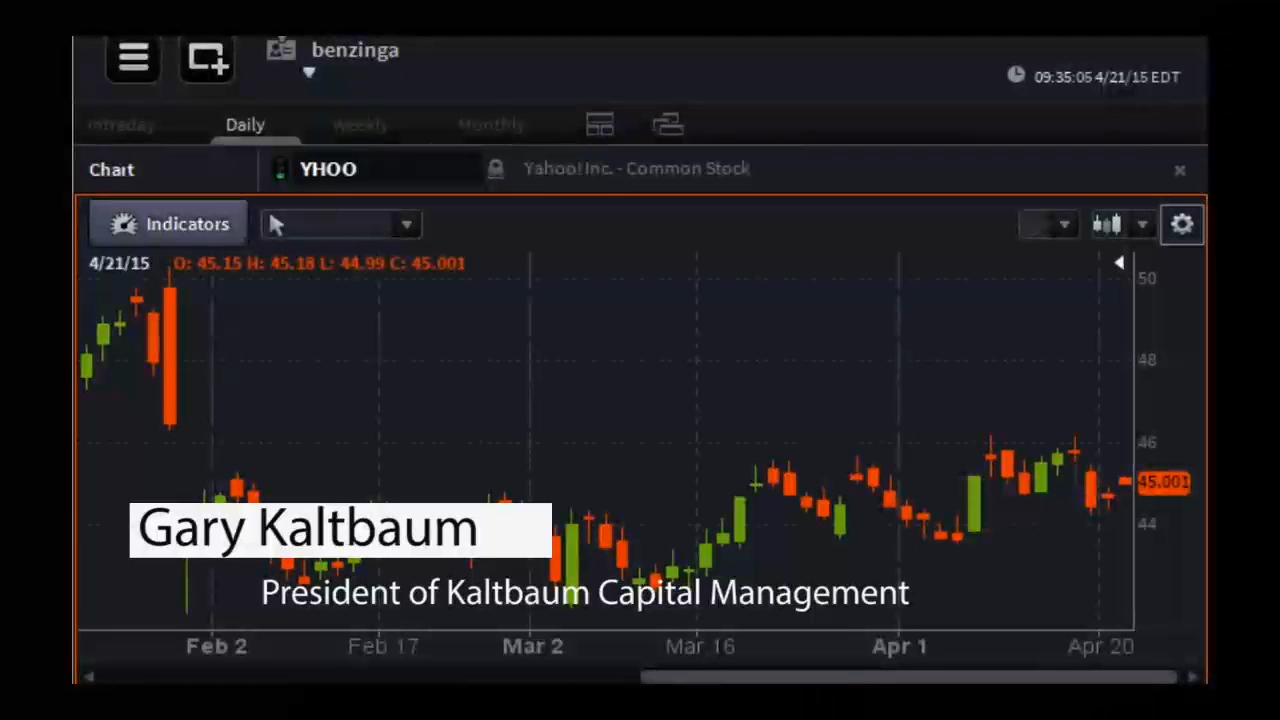 benzinga
09:35:05 4/21/15 EDT
Intraday Daily Weekly Monthly
Chart YHOO Yahoo! Inc. - Common Stock
Indicators
4/21/15 O: 45.15 H: 45.18 L: 44.99 C: 45.001
50
48
46
45.001
44
Gary Kaltbaum
President of Kaltbaum Capital Management
Feb 2 Feb 17 Mar 2 Mar 16 Apr 1 Apr 20